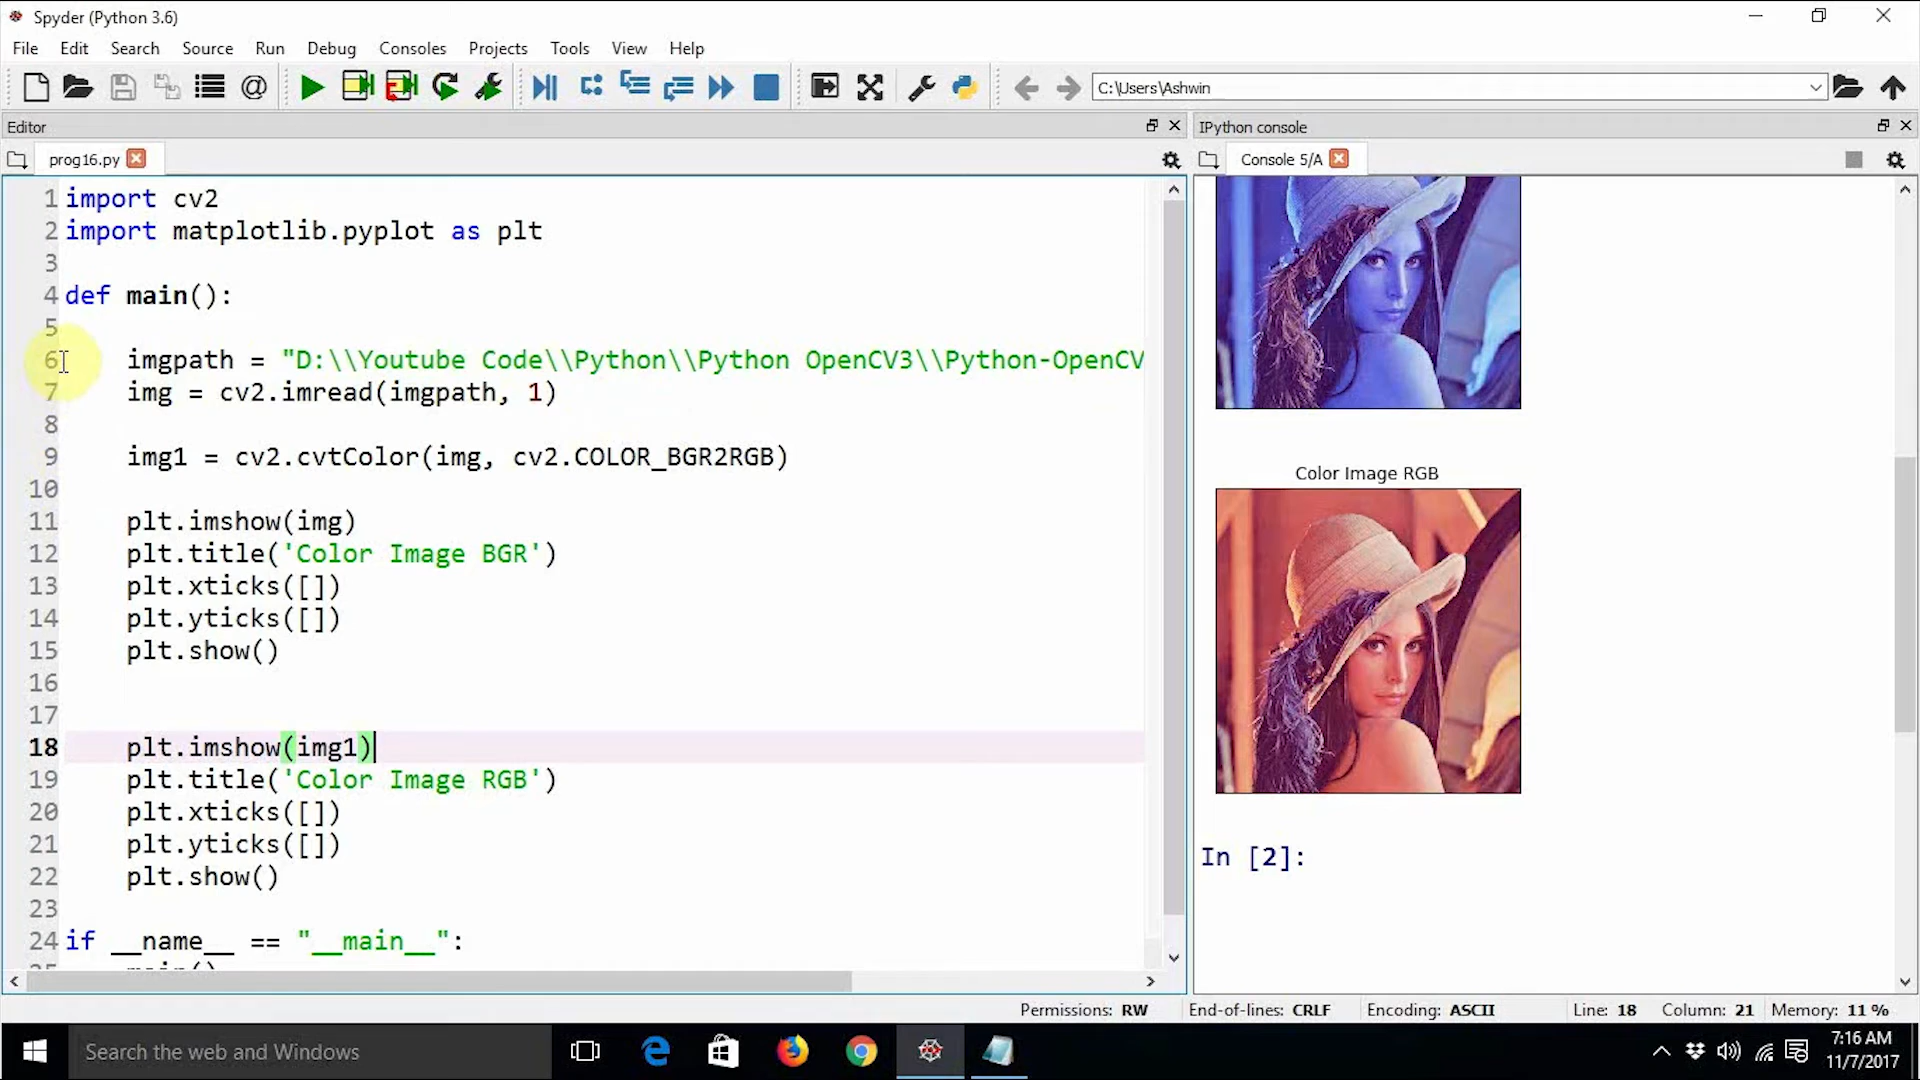 Spyder (Python 3.6)
File Edit Search Source Run Debug Consoles Projects Tools View Help
C:\Users\Ashwin
Editor
prog16.py
1 import cv2
2 import matplotlib.pyplot as plt
3
4 def main():
5
6     imgpath = "D:\\Youtube Code\\Python\\Python OpenCV3\\Python-OpenCV
7     img = cv2.imread(imgpath, 1)
8
9     img1 = cv2.cvtColor(img, cv2.COLOR_BGR2RGB)
10
11     plt.imshow(img)
12     plt.title('Color Image BGR')
13     plt.xticks([])
14     plt.yticks([])
15     plt.show()
16
17
18     plt.imshow(img1)
19     plt.title('Color Image RGB')
20     plt.xticks([])
21     plt.yticks([])
22     plt.show()
23
24 if __name__ == "__main__":
IPython console
Console 5/A
Color Image RGB
In [2]:
Permissions: RW End-of-lines: CRLF Encoding: ASCII Line: 18 Column: 21 Memory: 11 %
Search the web and Windows
7:16 AM
11/7/2017